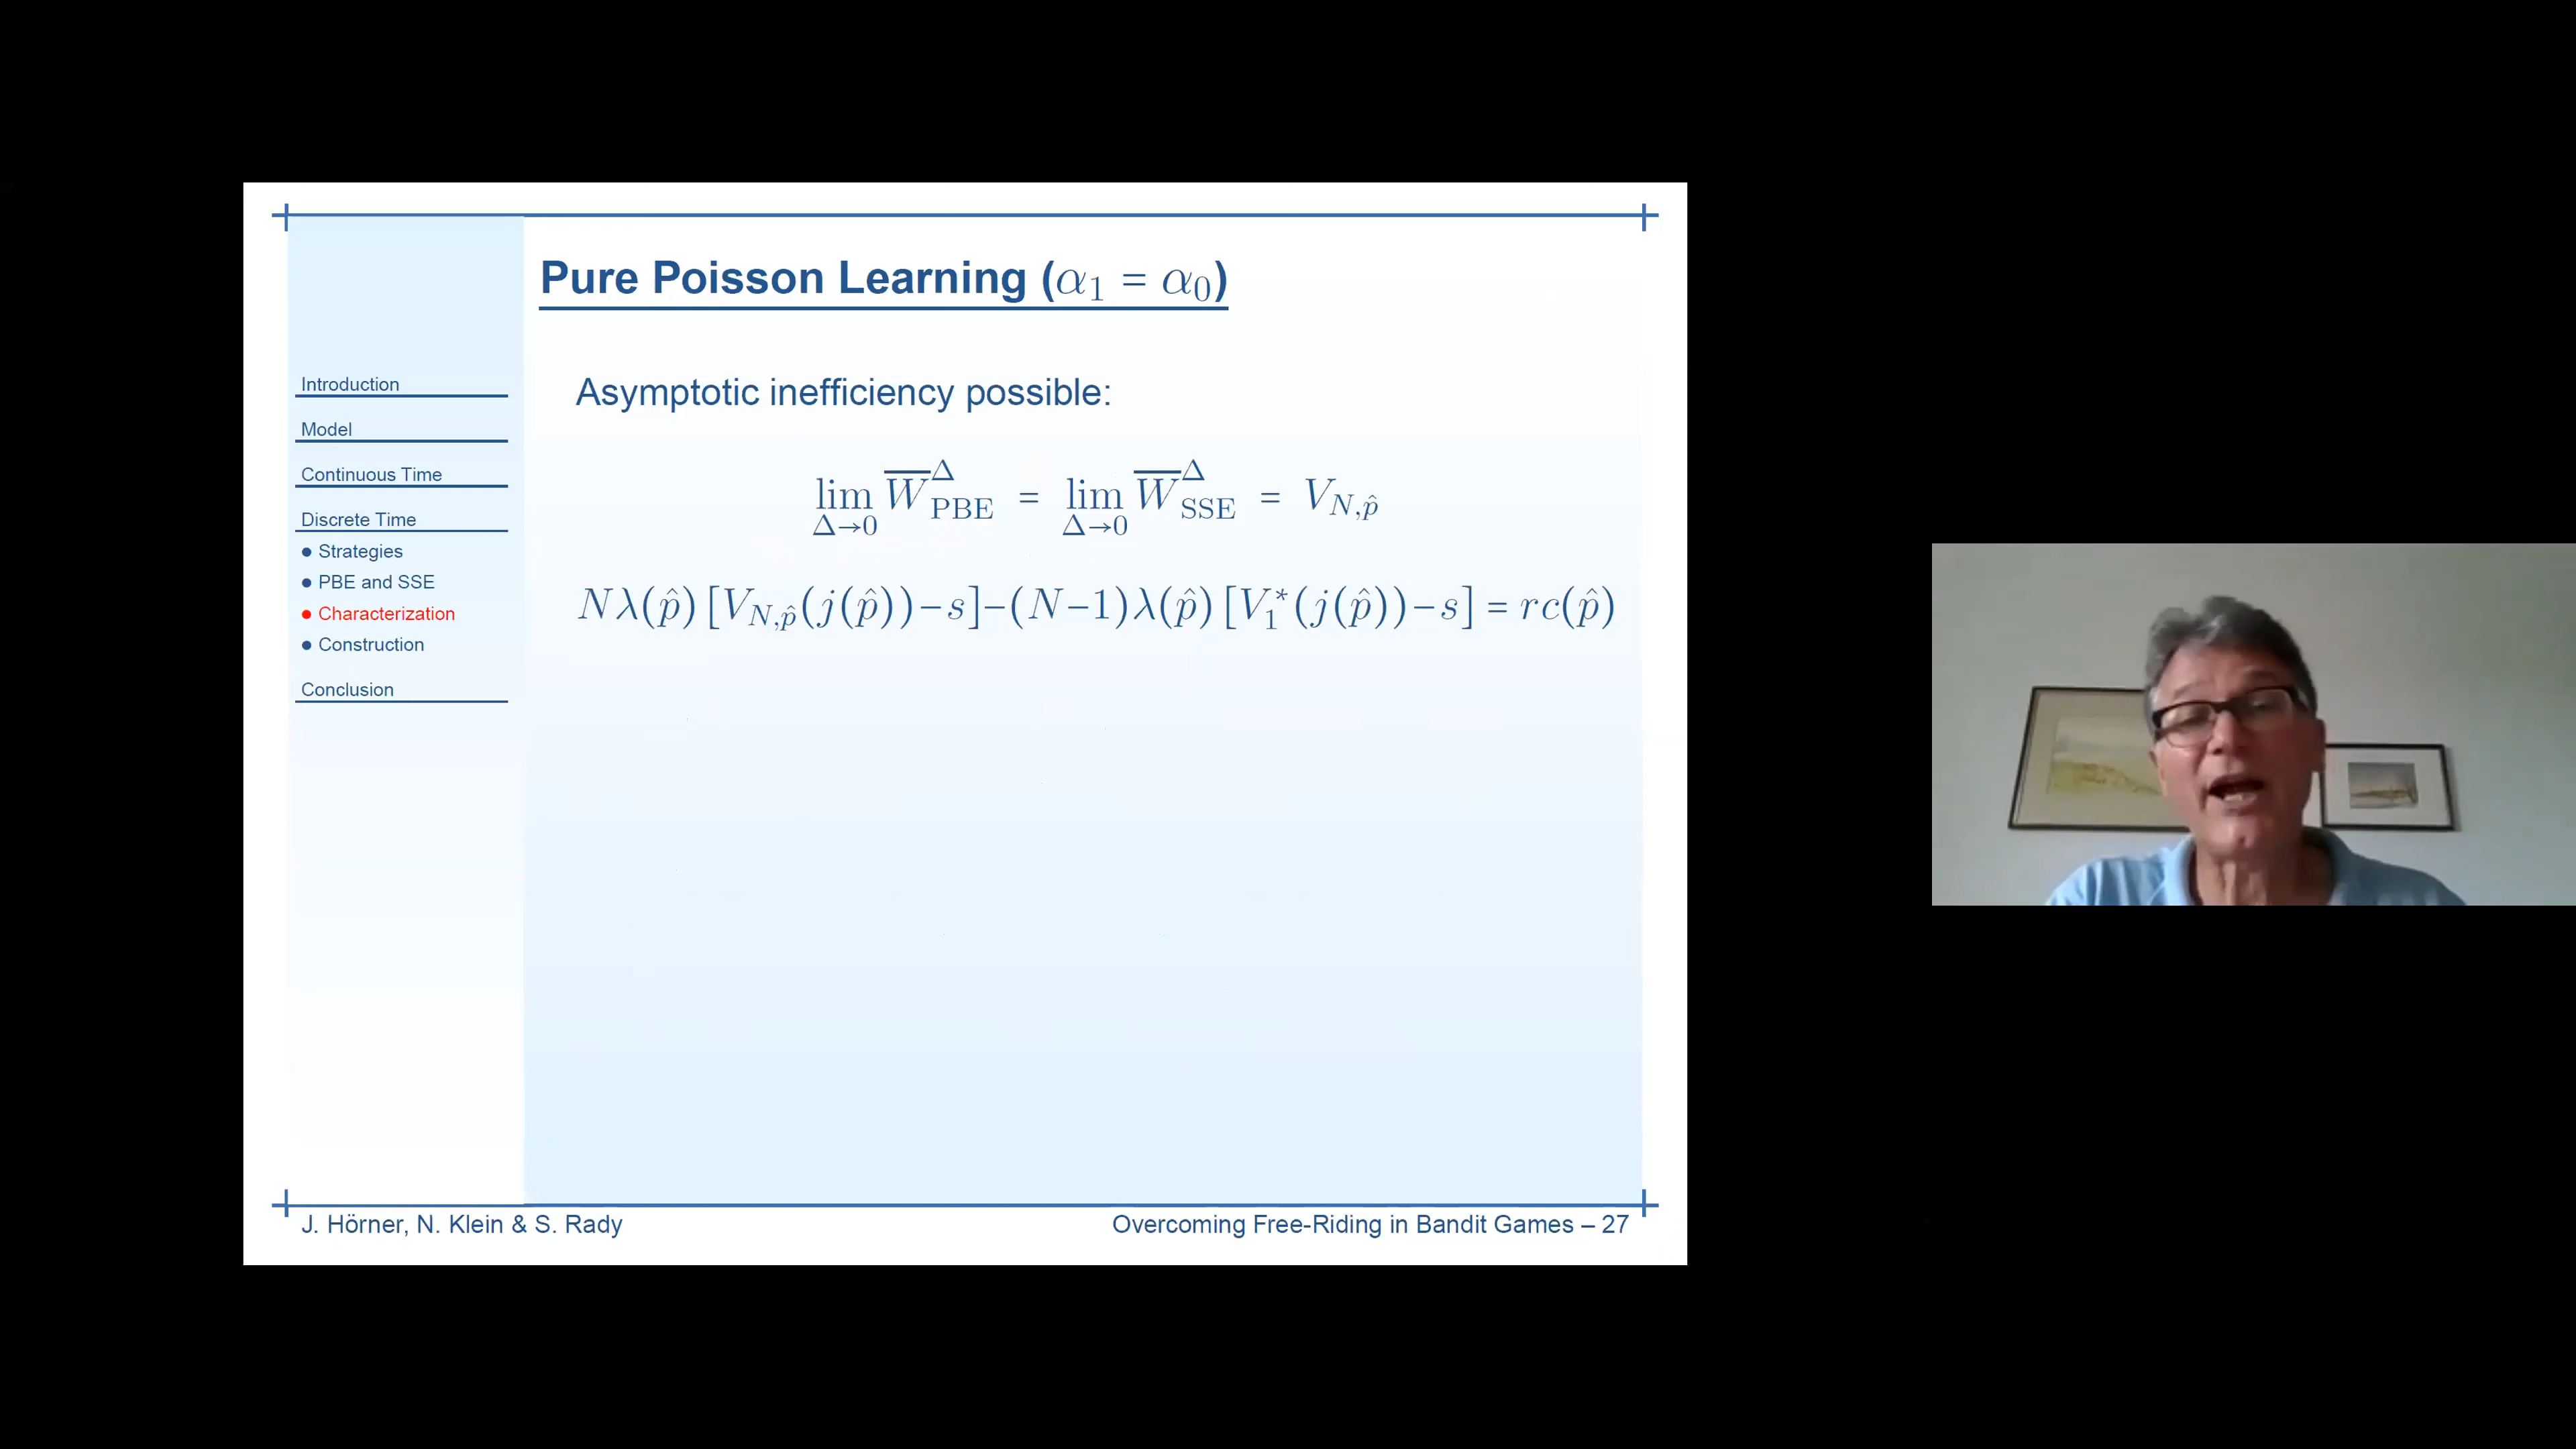 Pure Poisson Learning (α₁ = α₀)
Introduction
Model
Continuous Time
Discrete Time
● Strategies
● PBE and SSE
● Characterization
● Construction
Conclusion
Asymptotic inefficiency possible:
lim_{Δ→0} W̅^Δ_{PBE} = lim_{Δ→0} W̅^Δ_{SSE} = V_{N,p̂}
Nλ(p̂) [V_{N,p̂}(j(p̂))−s]−(N−1)λ(p̂) [V₁*(j(p̂))−s] = rc(p̂)
J. Hörner, N. Klein & S. Rady
Overcoming Free-Riding in Bandit Games – 27